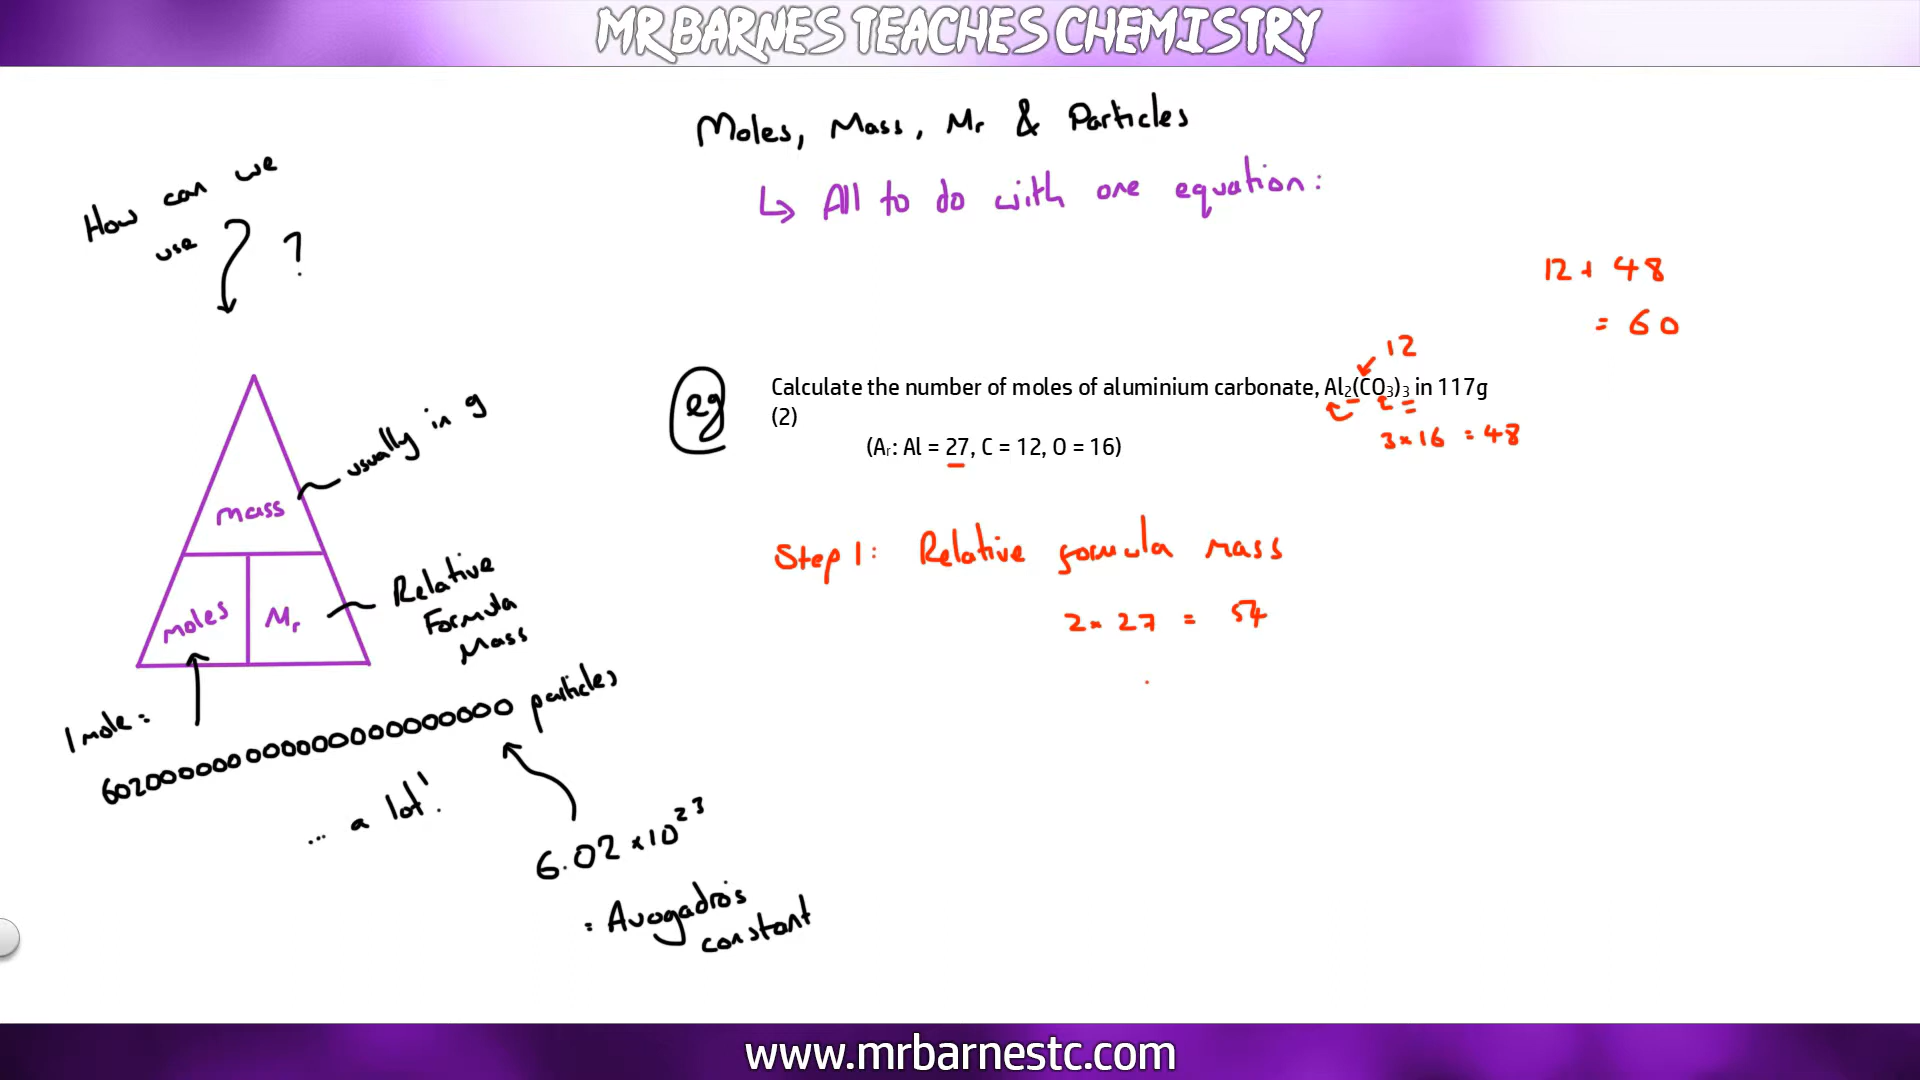 MR BARNES TEACHES CHEMISTRY
Moles, Mass, Mr & Particles
↳ All to do with one equation:
How can we
use ?
12 + 48
= 60
12
eg
Calculate the number of moles of aluminium carbonate, Al₂(CO₃)₃ in 117g
(2)
3 × 16 = 48
(Aᵣ: Al = 27, C = 12, O = 16)
usually in g
mass
Step 1: Relative formula mass
2 × 27 = 54
moles
Mr
Relative
Formula
Mass
1 mole =
602000000000000000000000 particles
... a lot!
6.02 × 10²³
= Avogadro's
constant
www.mrbarnestc.com